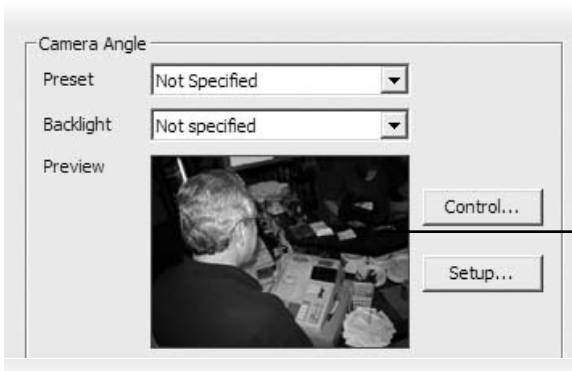 Camera Angle
Preset Not Specified
Backlight Not specified
Preview
Control...
Setup...